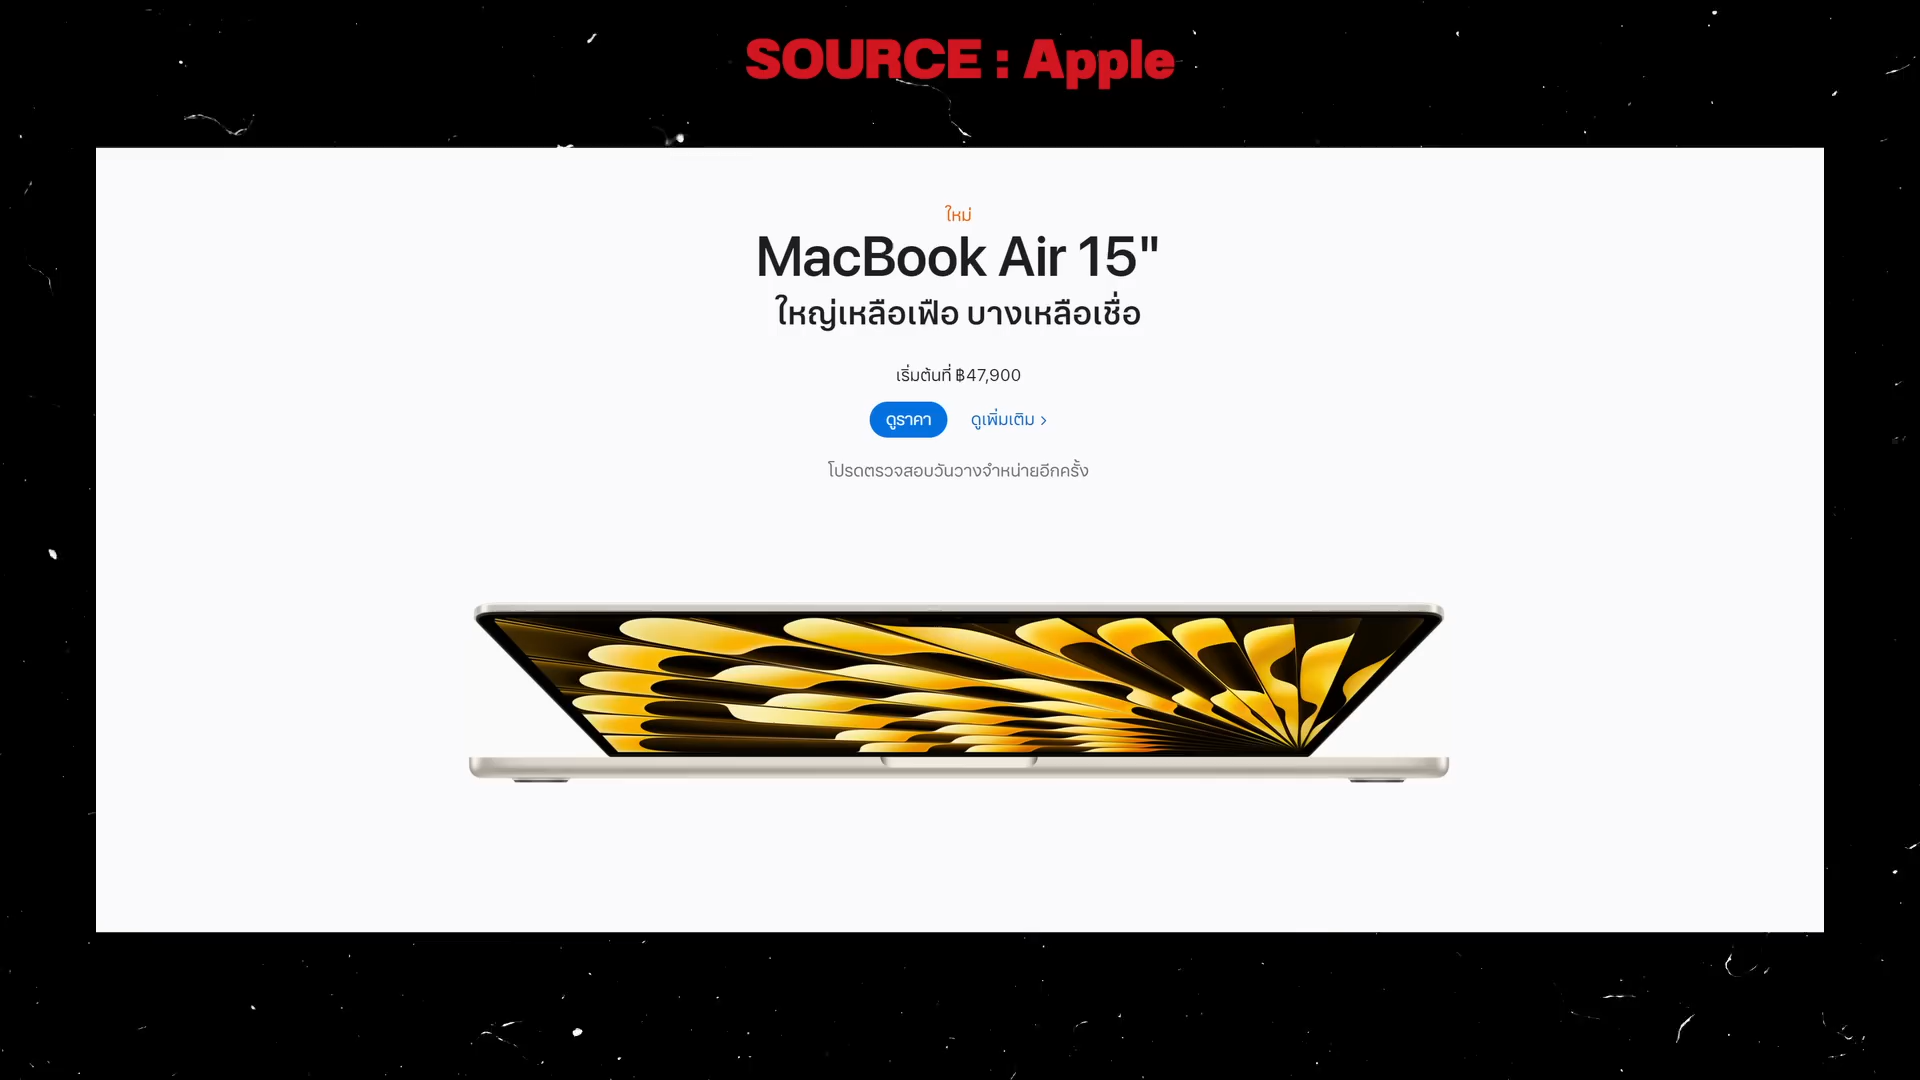 SOURCE : Apple
ใหม่
MacBook Air 15"
ใหญ่เหลือเฟือ บางเหลือเชื่อ
เริ่มต้นที่ ฿47,900
ดูราคา ดูเพิ่มเติม >
โปรดตรวจสอบวันวางจำหน่ายอีกครั้ง